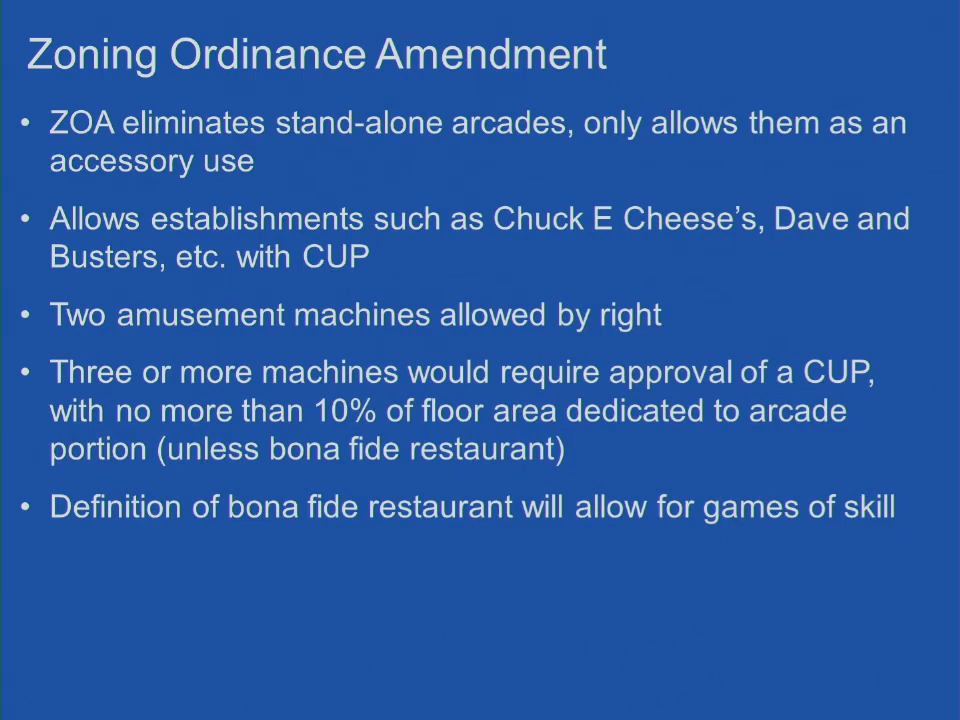 Zoning Ordinance Amendment
• ZOA eliminates stand-alone arcades, only allows them as an
accessory use
• Allows establishments such as Chuck E Cheese’s, Dave and
Busters, etc. with CUP
• Two amusement machines allowed by right
• Three or more machines would require approval of a CUP,
with no more than 10% of floor area dedicated to arcade
portion (unless bona fide restaurant)
• Definition of bona fide restaurant will allow for games of skill